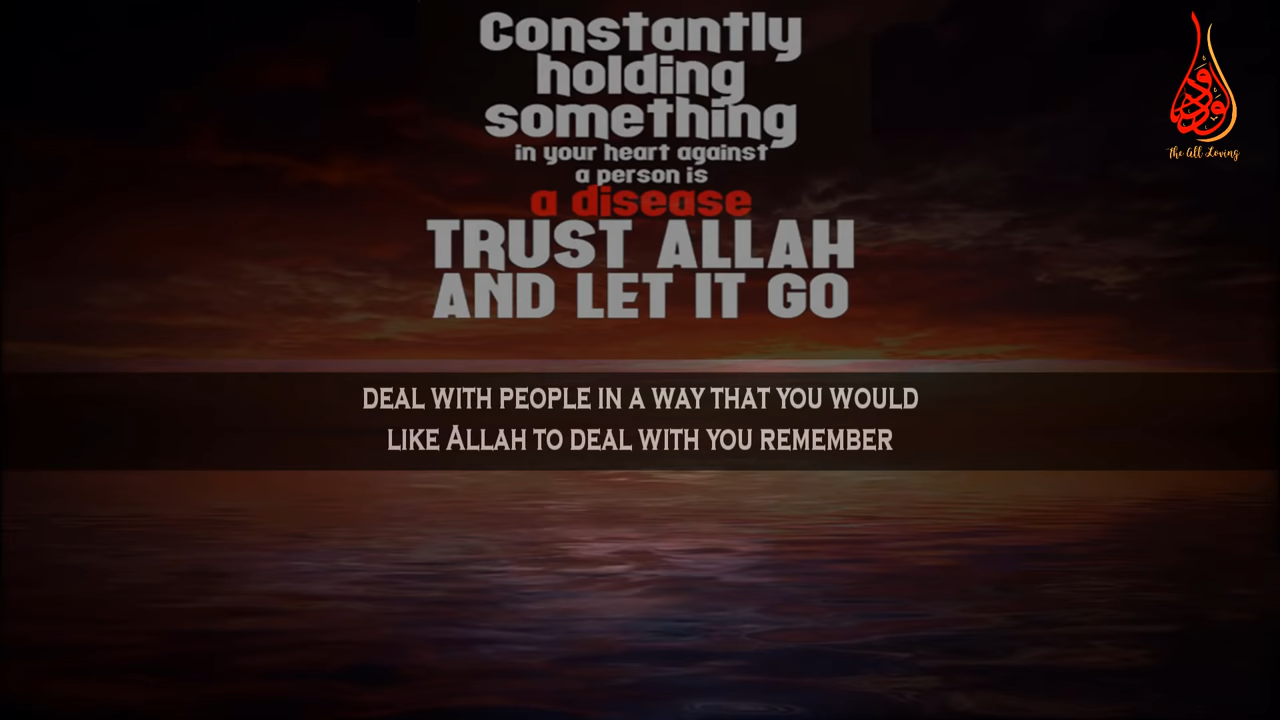 Constantly
holding
something
in your heart against
a person is
a disease
TRUST ALLAH
AND LET IT GO
DEAL WITH PEOPLE IN A WAY THAT YOU WOULD
LIKE ALLAH TO DEAL WITH YOU REMEMBER
The All Loving